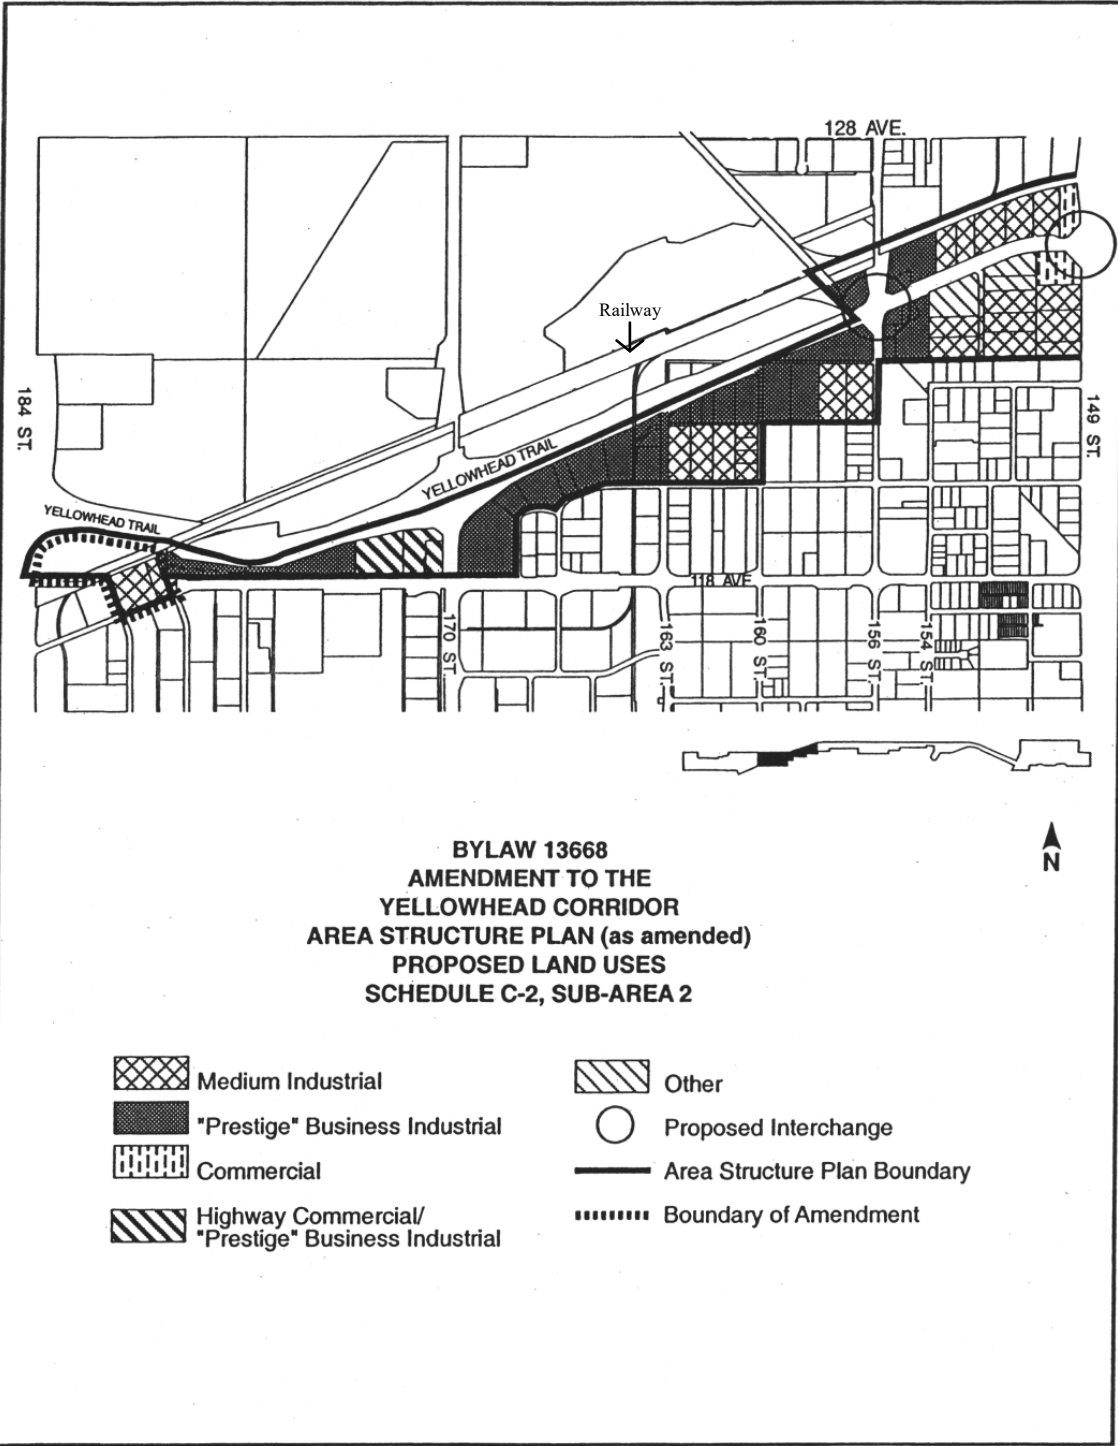 128 AVE.
Railway
184 ST.
149 ST.
YELLOWHEAD TRAIL
YELLOWHEAD TRAIL
118 AVE
170 ST.
163 ST.
160 ST.
156 ST.
154 ST.
N
BYLAW 13668
AMENDMENT TO THE
YELLOWHEAD CORRIDOR
AREA STRUCTURE PLAN (as amended)
PROPOSED LAND USES
SCHEDULE C-2, SUB-AREA 2
Medium Industrial
"Prestige" Business Industrial
Commercial
Highway Commercial/
"Prestige" Business Industrial
Other
Proposed Interchange
Area Structure Plan Boundary
Boundary of Amendment